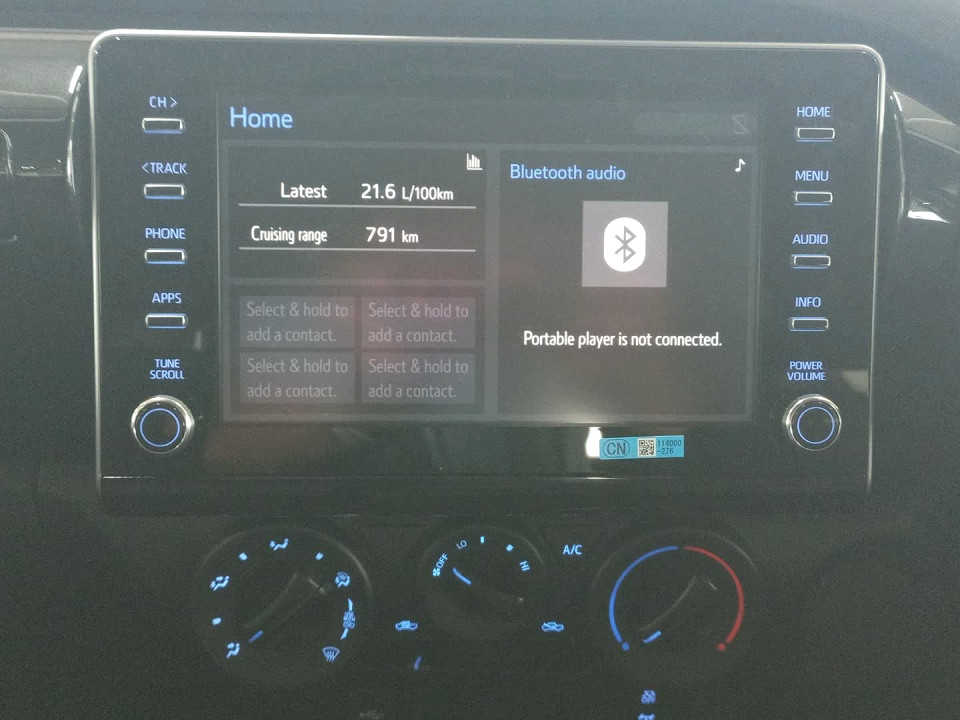 CH >
<TRACK
PHONE
APPS
TUNE
SCROLL
Home
Latest 21.6 L/100km
Cruising range 791 km
Select & hold to
add a contact.
Select & hold to
add a contact.
Select & hold to
add a contact.
Select & hold to
add a contact.
Bluetooth audio
Portable player is not connected.
HOME
MENU
AUDIO
INFO
POWER
VOLUME
CN
114D00
-276
OFF
LO
HI
A/C